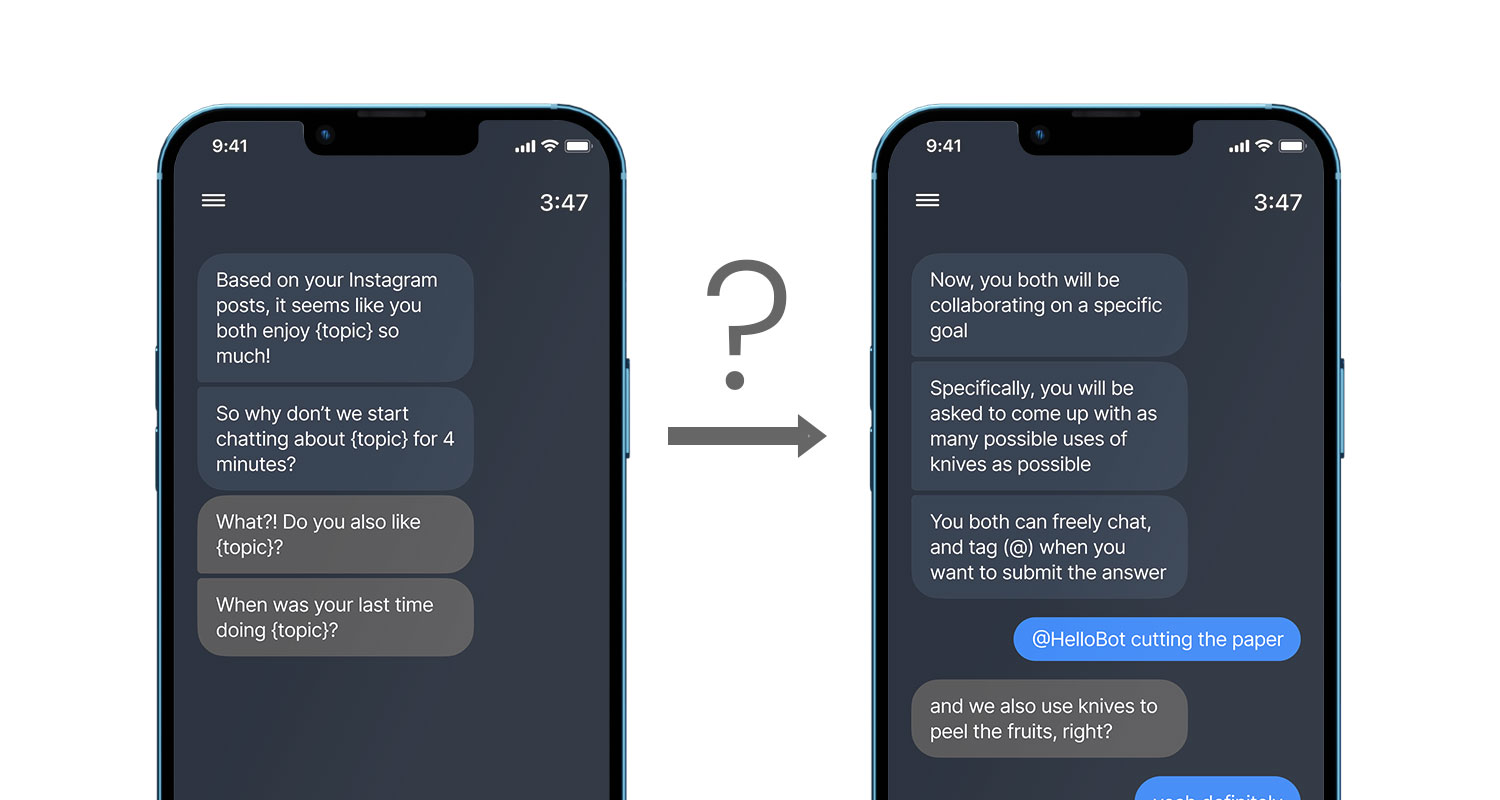 9:41
3:47
Based on your Instagram
posts, it seems like you
both enjoy {topic} so
much!
So why don’t we start
chatting about {topic} for 4
minutes?
What?! Do you also like
{topic}?
When was your last time
doing {topic}?
?
9:41
3:47
Now, you both will be
collaborating on a specific
goal
Specifically, you will be
asked to come up with as
many possible uses of
knives as possible
You both can freely chat,
and tag (@) when you
want to submit the answer
@HelloBot cutting the paper
and we also use knives to
peel the fruits, right?
yeah definitely